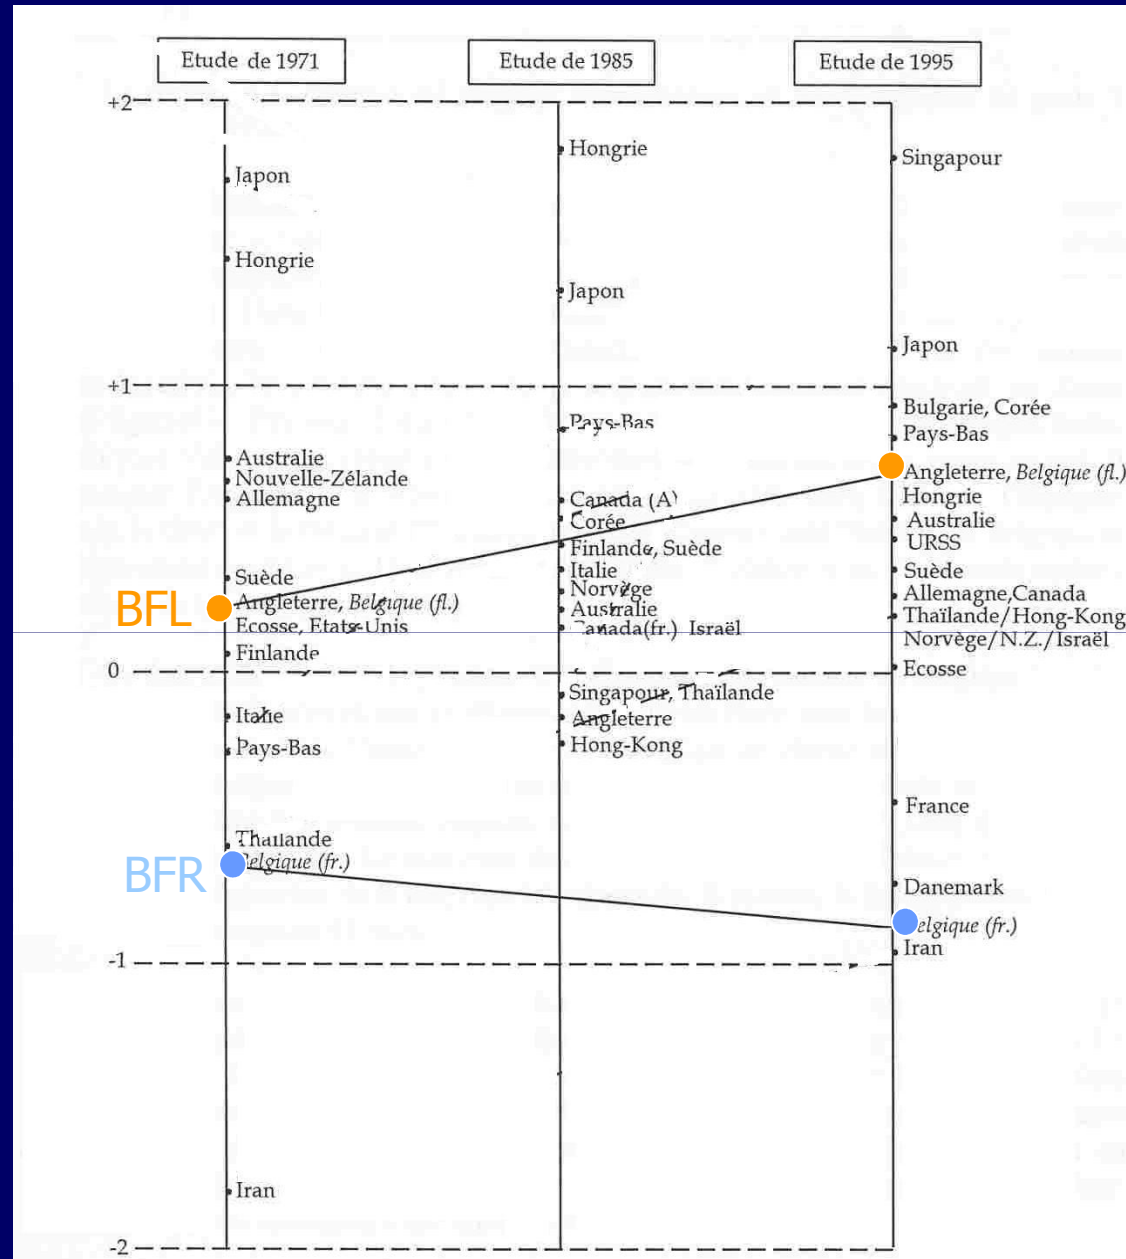 Etude de 1971
Etude de 1985
Etude de 1995
+2
+1
0
-1
-2
Japon
Hongrie
Australie
Nouvelle-Zélande
Allemagne
Suède
BFL
Angleterre, Belgique (fl.)
Ecosse, Etats-Unis
Finlande
Italie
Pays-Bas
Thaïlande
BFR
Belgique (fr.)
Iran
Hongrie
Japon
Pays-Bas
Canada (A)
Corée
Finlande, Suède
Italie
Norvège
Australie
Canada(fr.) Israël
Singapour, Thaïlande
Angleterre
Hong-Kong
Singapour
Japon
Bulgarie, Corée
Pays-Bas
Angleterre, Belgique (fl.)
Hongrie
Australie
URSS
Suède
Allemagne,Canada
Thaïlande/Hong-Kong
Norvège/N.Z./Israël
Ecosse
France
Danemark
Belgique (fr.)
Iran